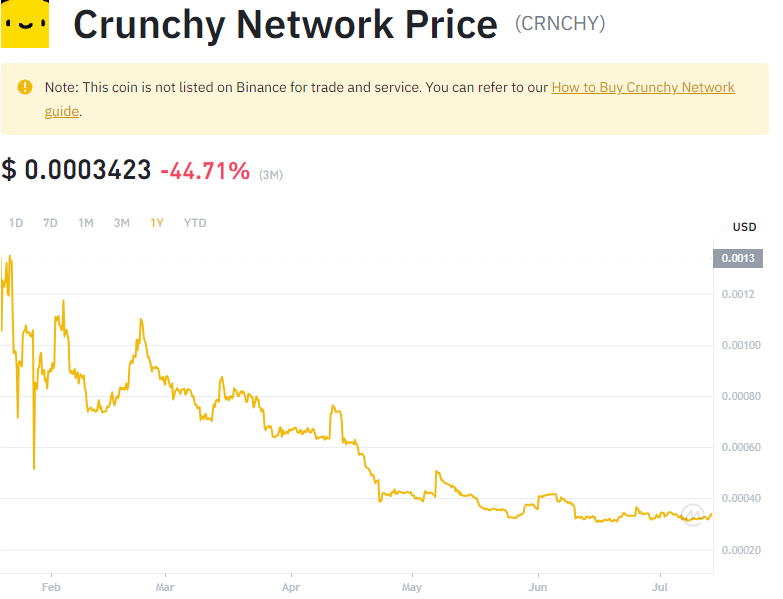 Crunchy Network Price (CRNCHY)
Note: This coin is not listed on Binance for trade and service. You can refer to our How to Buy Crunchy Network
guide.
$ 0.0003423 -44.71% (3M)
1D 7D 1M 3M 1Y YTD
USD
0.0013
0.0012
0.00100
0.00080
0.00060
0.00040
0.00020
Feb Mar Apr May Jun Jul